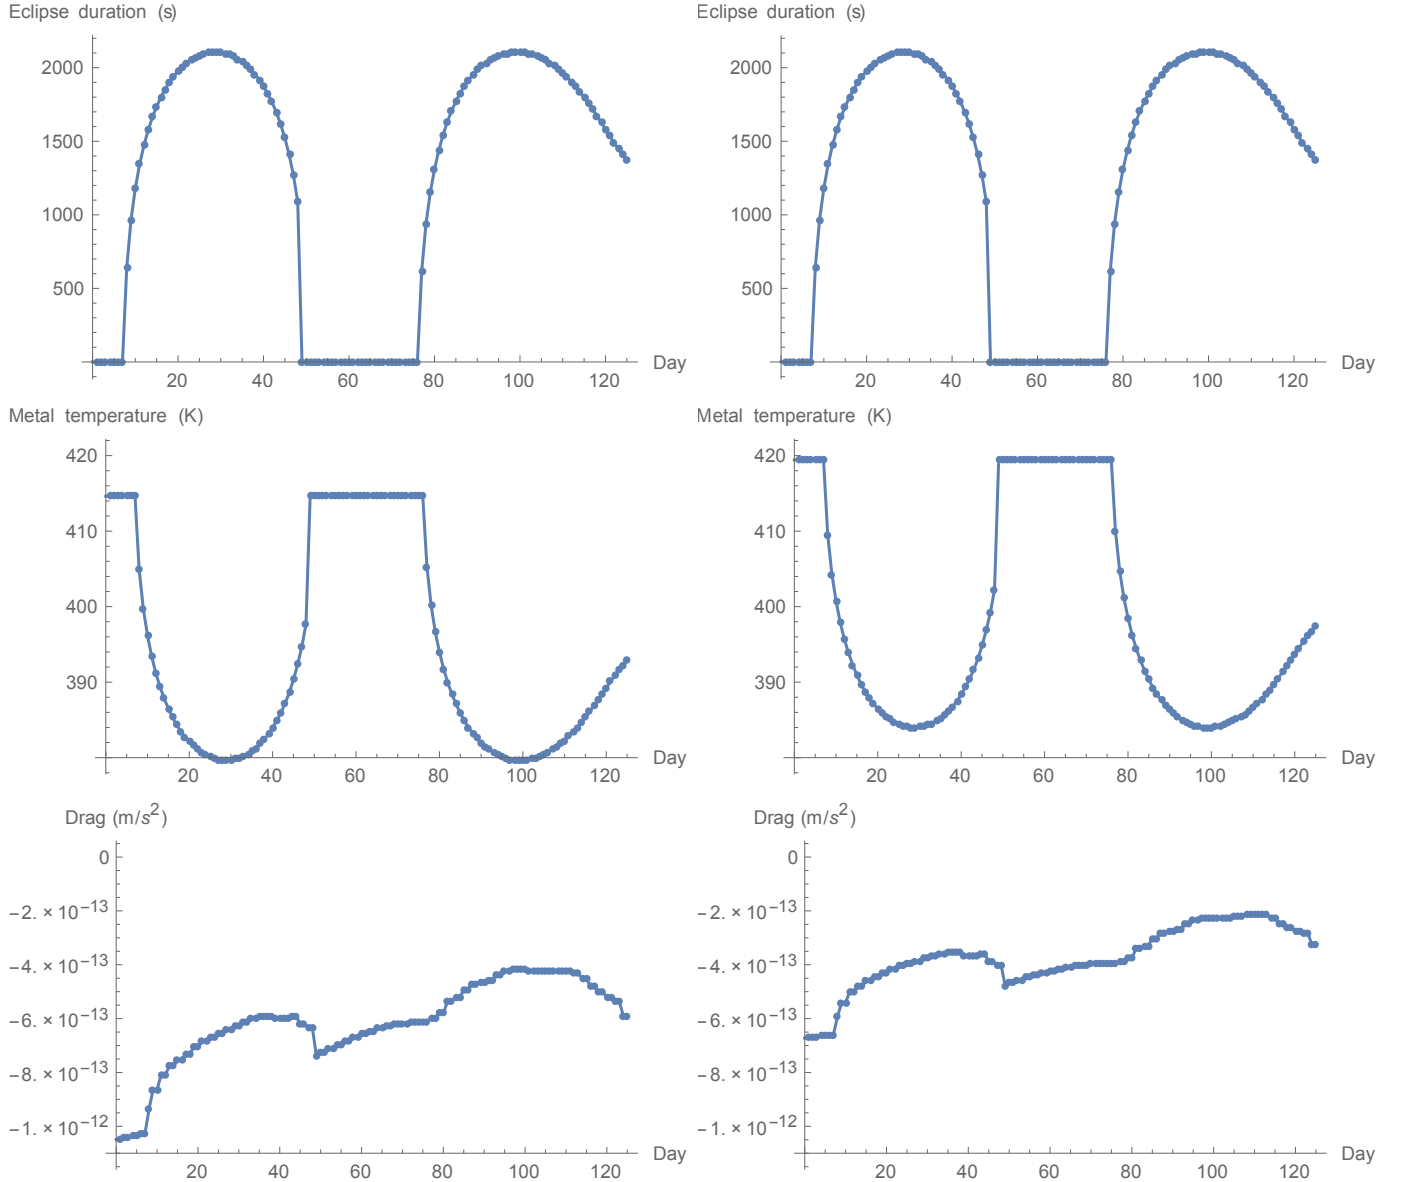 Eclipse duration (s)
2000
1500
1000
500
20 40 60 80 100 120 Day
Eclipse duration (s)
2000
1500
1000
500
20 40 60 80 100 120 Day
Metal temperature (K)
420
410
400
390
20 40 60 80 100 120 Day
Metal temperature (K)
420
410
400
390
20 40 60 80 100 120 Day
Drag (m/s²)
0
-2. × 10⁻¹³
-4. × 10⁻¹³
-6. × 10⁻¹³
-8. × 10⁻¹³
-1. × 10⁻¹²
20 40 60 80 100 120 Day
Drag (m/s²)
0
-2. × 10⁻¹³
-4. × 10⁻¹³
-6. × 10⁻¹³
-8. × 10⁻¹³
-1. × 10⁻¹²
20 40 60 80 100 120 Day